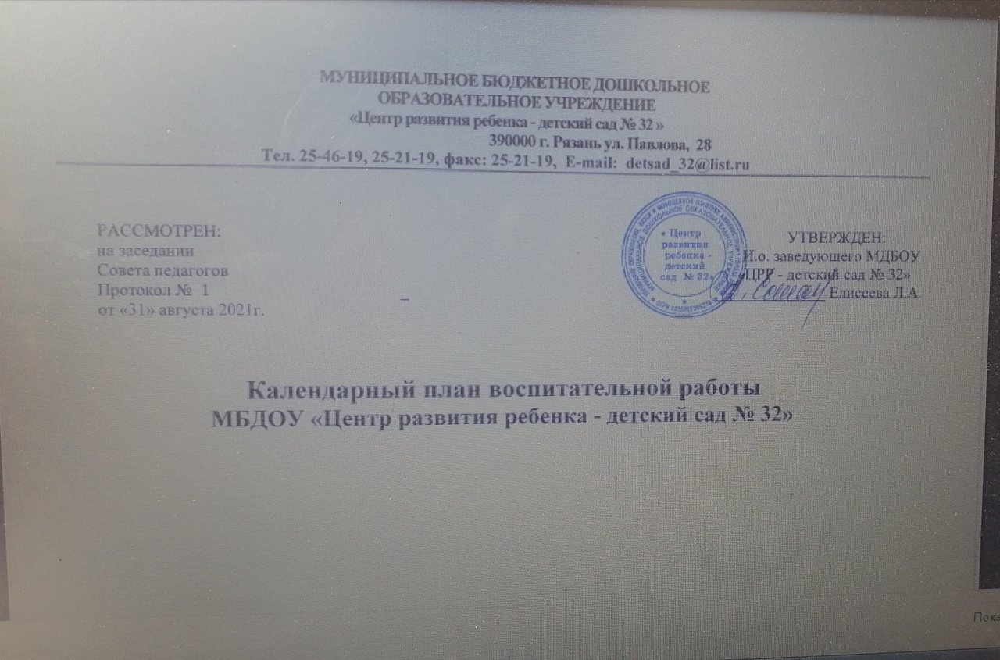 МУНИЦИПАЛЬНОЕ БЮДЖЕТНОЕ ДОШКОЛЬНОЕ
ОБРАЗОВАТЕЛЬНОЕ УЧРЕЖДЕНИЕ
«Центр развития ребенка - детский сад № 32 »
390000 г. Рязань ул. Павлова, 28
Тел. 25-46-19, 25-21-19, факс: 25-21-19, E-mail: detsad_32@list.ru
РАССМОТРЕН:
на заседании
Совета педагогов
Протокол № 1
от «31» августа 2021г.
Центр
развития
ребенка -
детский
сад № 32
УТВЕРЖДЕН:
И.о. заведующего МДБОУ
«ЦРР - детский сад № 32»
Елисеева Л.А.
Календарный план воспитательной работы
МБДОУ «Центр развития ребенка - детский сад № 32»